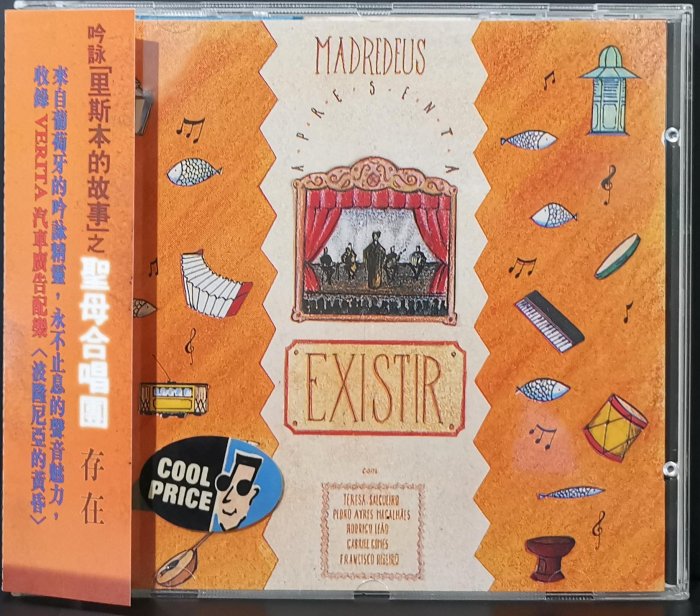 吟詠「里斯本的故事」之 聖母合唱團 存在
來自葡萄牙的吟詠精靈，永不止息的聲音魅力，
收錄 VERITA 汽車廣告配樂〈波隆尼亞的黃昏〉
MADREDEUS
APRESENTA
EXISTIR
COOL
PRICE
com
TERESA SALGUEIRO
PEDRO AYRES MAGALHÃES
RODRIGO LEÃO
GABRIEL GOMES
FRANCISCO RIBEIRO